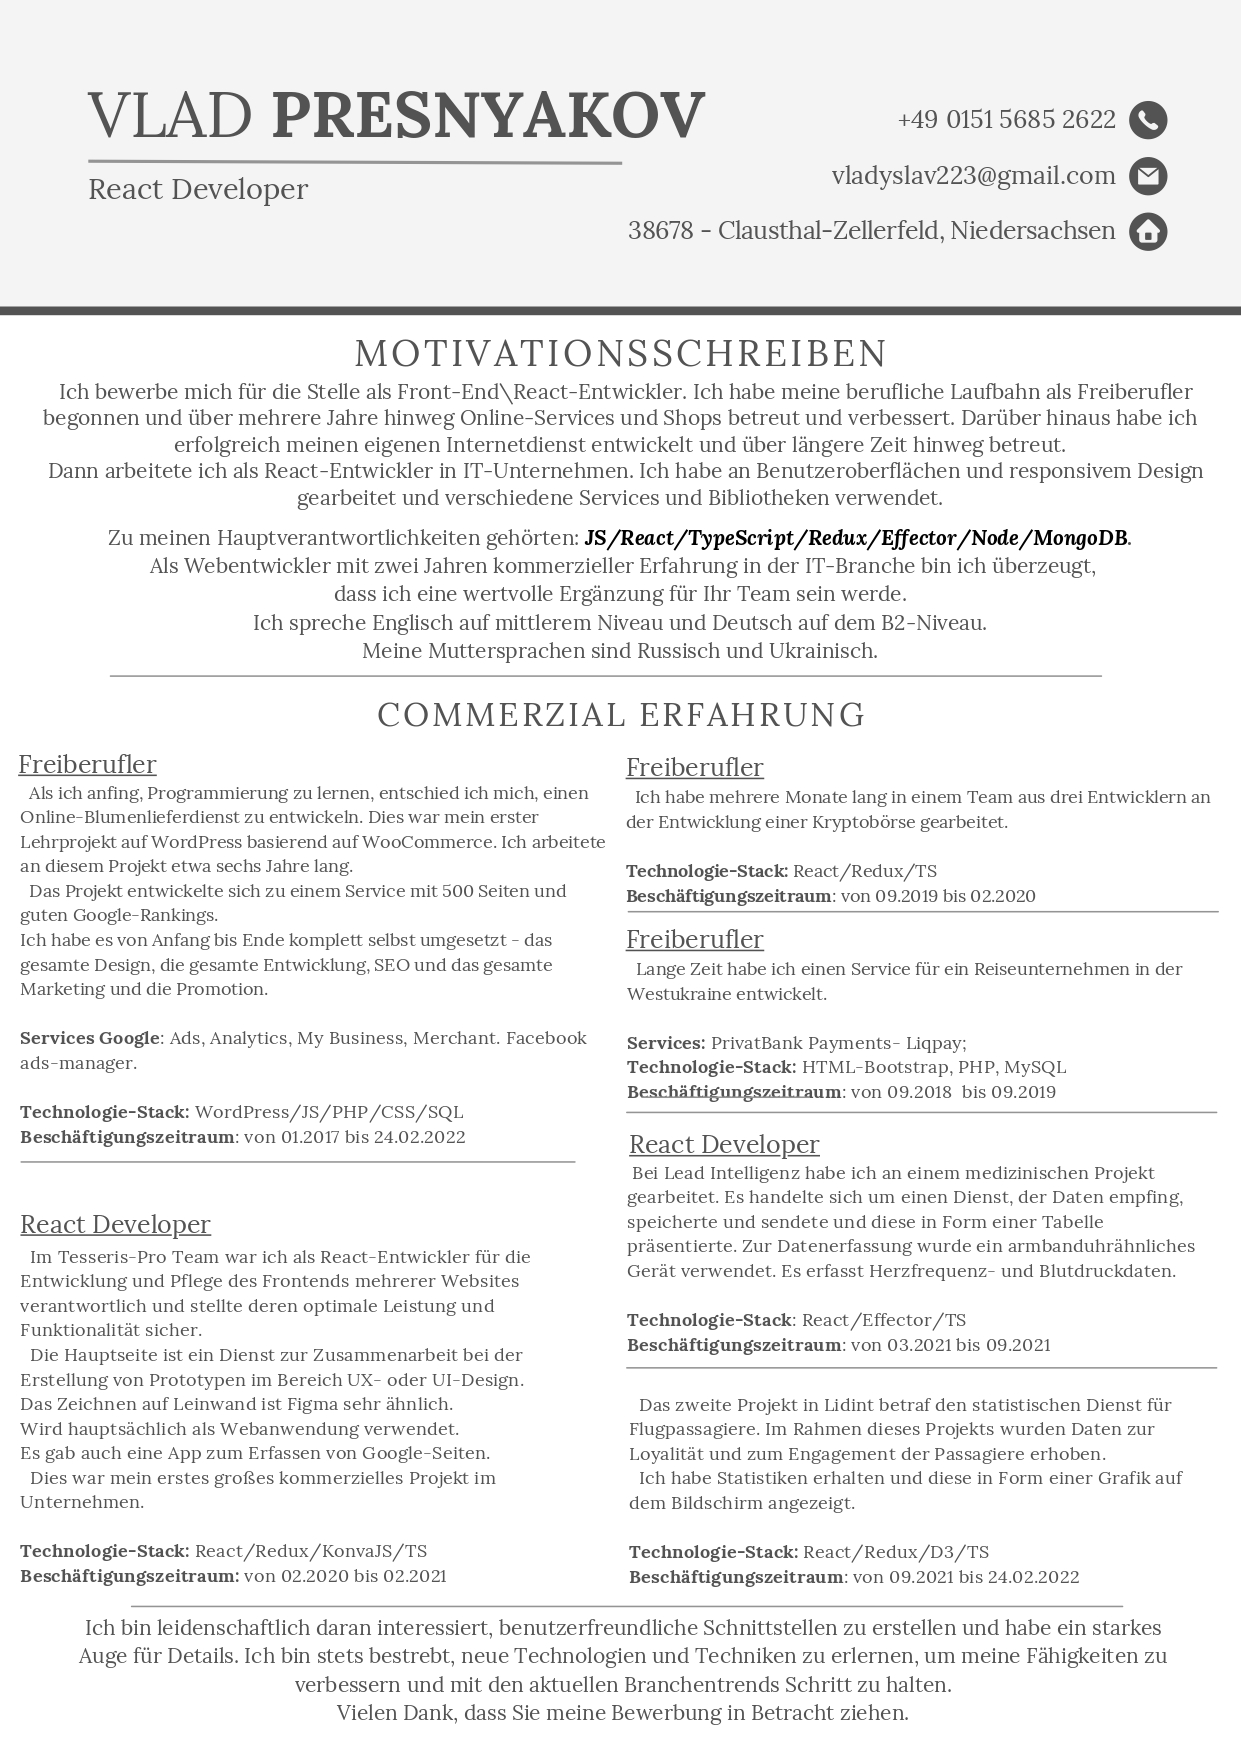 VLAD PRESNYAKOV
React Developer
+49 0151 5685 2622
vladyslav223@gmail.com
38678 - Clausthal-Zellerfeld, Niedersachsen
MOTIVATIONSSCHREIBEN
Ich bewerbe mich für die Stelle als Front-End\React-Entwickler. Ich habe meine berufliche Laufbahn als Freiberufler
begonnen und über mehrere Jahre hinweg Online-Services und Shops betreut und verbessert. Darüber hinaus habe ich
erfolgreich meinen eigenen Internetdienst entwickelt und über längere Zeit hinweg betreut.
Dann arbeitete ich als React-Entwickler in IT-Unternehmen. Ich habe an Benutzeroberflächen und responsivem Design
gearbeitet und verschiedene Services und Bibliotheken verwendet.
Zu meinen Hauptverantwortlichkeiten gehörten: JS/React/TypeScript/Redux/Effector/Node/MongoDB.
Als Webentwickler mit zwei Jahren kommerzieller Erfahrung in der IT-Branche bin ich überzeugt,
dass ich eine wertvolle Ergänzung für Ihr Team sein werde.
Ich spreche Englisch auf mittlerem Niveau und Deutsch auf dem B2-Niveau.
Meine Muttersprachen sind Russisch und Ukrainisch.
COMMERZIAL ERFAHRUNG
Freiberufler
Als ich anfing, Programmierung zu lernen, entschied ich mich, einen
Online-Blumenlieferdienst zu entwickeln. Dies war mein erster
Lehrprojekt auf WordPress basierend auf WooCommerce. Ich arbeitete
an diesem Projekt etwa sechs Jahre lang.
Das Projekt entwickelte sich zu einem Service mit 500 Seiten und
guten Google-Rankings.
Ich habe es von Anfang bis Ende komplett selbst umgesetzt - das
gesamte Design, die gesamte Entwicklung, SEO und das gesamte
Marketing und die Promotion.
Services Google: Ads, Analytics, My Business, Merchant. Facebook
ads-manager.
Technologie-Stack: WordPress/JS/PHP/CSS/SQL
Beschäftigungszeitraum: von 01.2017 bis 24.02.2022
React Developer
Im Tesseris-Pro Team war ich als React-Entwickler für die
Entwicklung und Pflege des Frontends mehrerer Websites
verantwortlich und stellte deren optimale Leistung und
Funktionalität sicher.
Die Hauptseite ist ein Dienst zur Zusammenarbeit bei der
Erstellung von Prototypen im Bereich UX- oder UI-Design.
Das Zeichnen auf Leinwand ist Figma sehr ähnlich.
Wird hauptsächlich als Webanwendung verwendet.
Es gab auch eine App zum Erfassen von Google-Seiten.
Dies war mein erstes großes kommerzielles Projekt im
Unternehmen.
Technologie-Stack: React/Redux/KonvaJS/TS
Beschäftigungszeitraum: von 02.2020 bis 02.2021
Freiberufler
Ich habe mehrere Monate lang in einem Team aus drei Entwicklern an
der Entwicklung einer Kryptobörse gearbeitet.
Technologie-Stack: React/Redux/TS
Beschäftigungszeitraum: von 09.2019 bis 02.2020
Freiberufler
Lange Zeit habe ich einen Service für ein Reiseunternehmen in der
Westukraine entwickelt.
Services: PrivatBank Payments- Liqpay;
Technologie-Stack: HTML-Bootstrap, PHP, MySQL
Beschäftigungszeitraum: von 09.2018 bis 09.2019
React Developer
Bei Lead Intelligenz habe ich an einem medizinischen Projekt
gearbeitet. Es handelte sich um einen Dienst, der Daten empfing,
speicherte und sendete und diese in Form einer Tabelle
präsentierte. Zur Datenerfassung wurde ein armbanduhrähnliches
Gerät verwendet. Es erfasst Herzfrequenz- und Blutdruckdaten.
Technologie-Stack: React/Effector/TS
Beschäftigungszeitraum: von 03.2021 bis 09.2021
Das zweite Projekt in Lidint betraf den statistischen Dienst für
Flugpassagiere. Im Rahmen dieses Projekts wurden Daten zur
Loyalität und zum Engagement der Passagiere erhoben.
Ich habe Statistiken erhalten und diese in Form einer Grafik auf
dem Bildschirm angezeigt.
Technologie-Stack: React/Redux/D3/TS
Beschäftigungszeitraum: von 09.2021 bis 24.02.2022
Ich bin leidenschaftlich daran interessiert, benutzerfreundliche Schnittstellen zu erstellen und habe ein starkes
Auge für Details. Ich bin stets bestrebt, neue Technologien und Techniken zu erlernen, um meine Fähigkeiten zu
verbessern und mit den aktuellen Branchentrends Schritt zu halten.
Vielen Dank, dass Sie meine Bewerbung in Betracht ziehen.